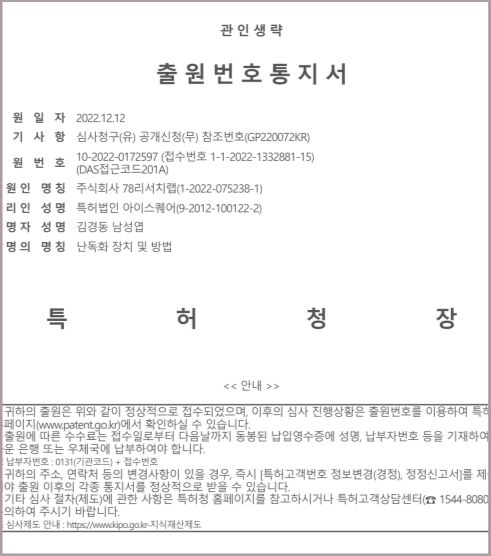 관 인 생 략
출 원 번 호 통 지 서
원 일 자 2022.12.12
기 사 항 심사청구(유) 공개신청(무) 참조번호(GP220072KR)
원 번 호 10-2022-0172597 (접수번호 1-1-2022-1332881-15)
(DAS접근코드201A)
원인 명칭 주식회사 78리서치랩(1-2022-075238-1)
리인 성명 특허법인 아이스퀘어(9-2012-100122-2)
명자 성명 김경동 남성엽
명의 명칭 난독화 장치 및 방법
특 허 청 장
<< 안내 >>
귀하의 출원은 위와 같이 정상적으로 접수되었으며, 이후의 심사 진행상황은 출원번호를 이용하여 특허
페이지(www.patent.go.kr)에서 확인하실 수 있습니다.
출원에 따른 수수료는 접수일로부터 다음날까지 동봉된 납입영수증에 성명, 납부자번호 등을 기재하여
운 은행 또는 우체국에 납부하여야 합니다.
납부자번호 : 0131(기관코드) + 접수번호
귀하의 주소, 연락처 등의 변경사항이 있을 경우, 즉시 [특허고객번호 정보변경(경정), 정정신고서]를 제
야 출원 이후의 각종 통지서를 정상적으로 받을 수 있습니다.
기타 심사 절차(제도)에 관한 사항은 특허청 홈페이지를 참고하시거나 특허고객상담센터(☎ 1544-8080
의하여 주시기 바랍니다.
심사제도 안내 : https://www.kipo.go.kr-지식재산제도